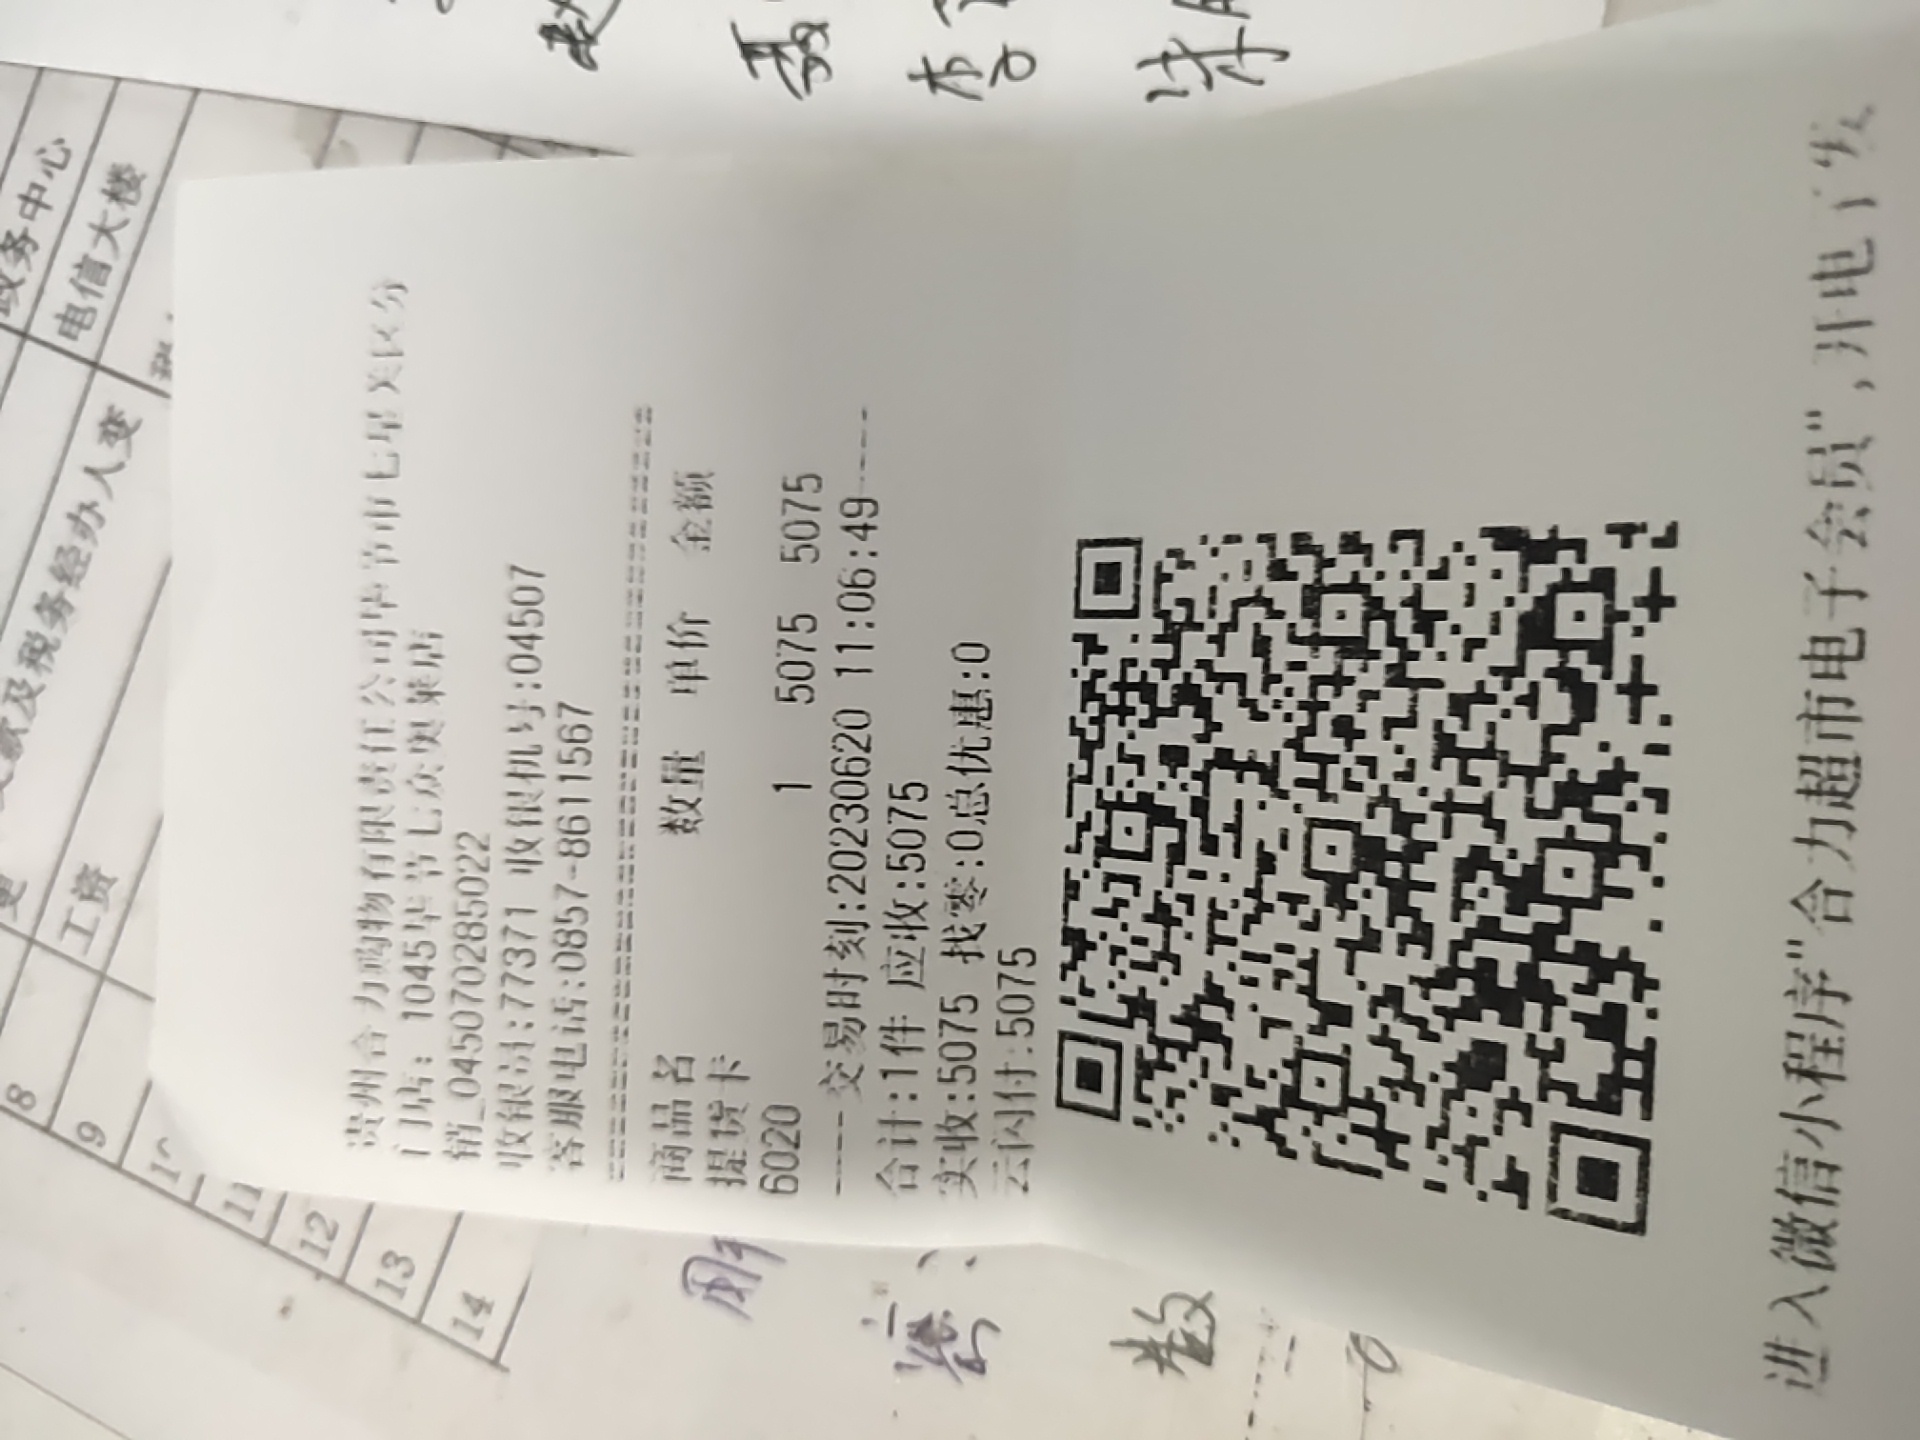 贵州合力购物有限责任公司毕节市七星关区分
门店: 1045毕节七众奥莱店
销_04507070285022
收银员:77371 收银机号:04507
客服电话:0857-8611567
商品名 数量 单价 金额
提货卡
6020 1 5075 5075
----交易时刻:20230620 11:06:49----
合计:1件 应收:5075
实收:5075 找零:0总优惠:0
云闪付:5075
进入微信小程序"合力超市电子会员",开电子发
政务中心
电信大楼
款及税务经办人变
更
工资
8
9
11
12
13
14